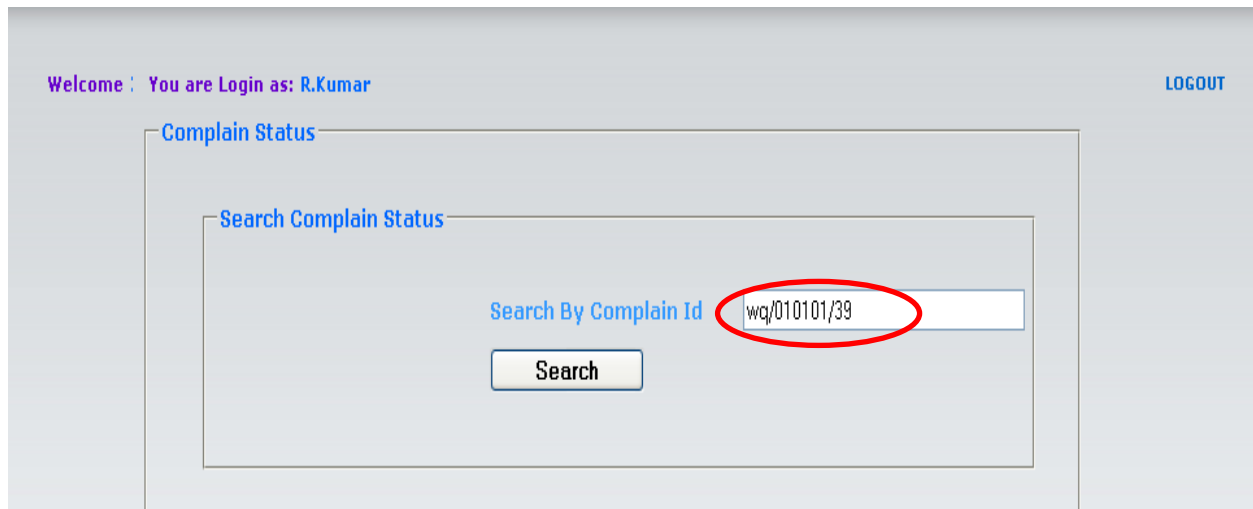 Welcome : You are Login as: R.Kumar LOGOUT
Complain Status
Search Complain Status
Search By Complain Id wq/010101/39
Search